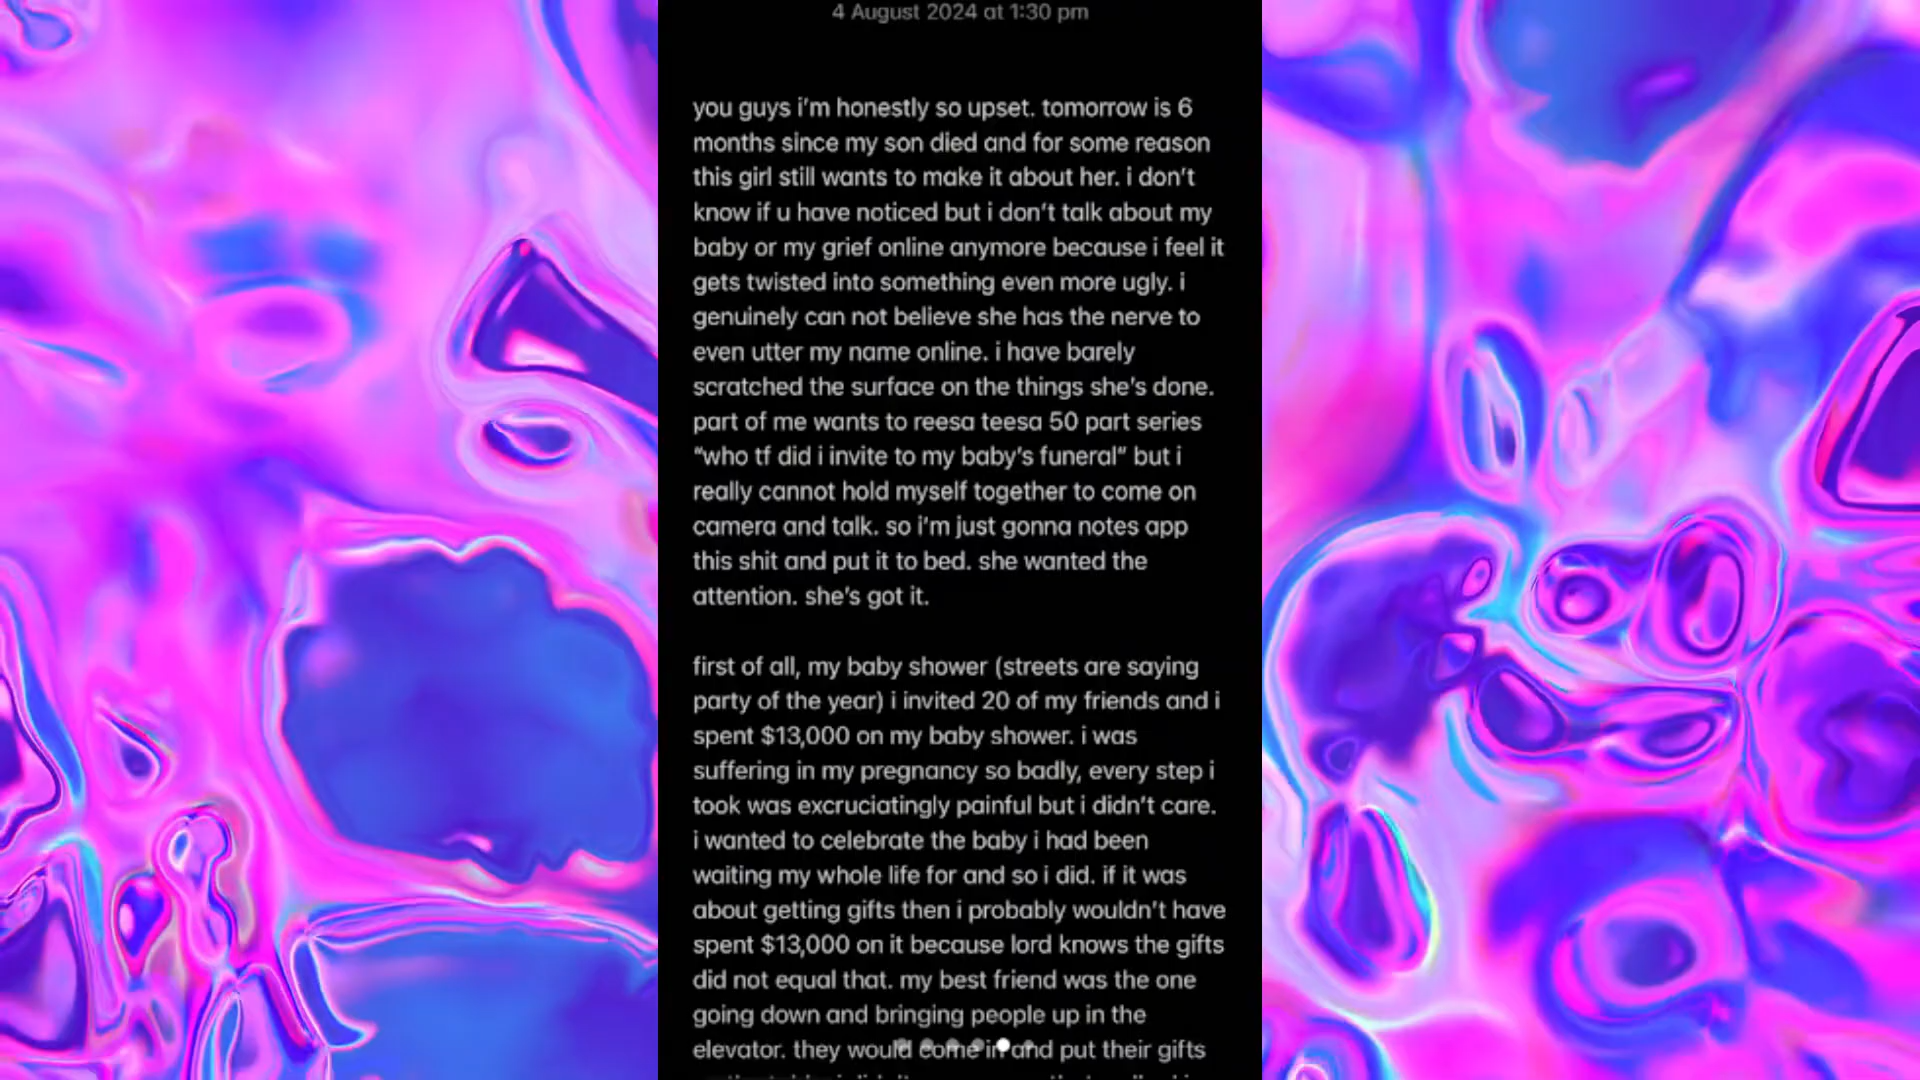 4 August 2024 at 1:30 pm
you guys i’m honestly so upset. tomorrow is 6
months since my son died and for some reason
this girl still wants to make it about her. i don’t
know if u have noticed but i don’t talk about my
baby or my grief online anymore because i feel it
gets twisted into something even more ugly. i
genuinely can not believe she has the nerve to
even utter my name online. i have barely
scratched the surface on the things she’s done.
part of me wants to reesa teesa 50 part series
“who tf did i invite to my baby’s funeral” but i
really cannot hold myself together to come on
camera and talk. so i’m just gonna notes app
this shit and put it to bed. she wanted the
attention. she’s got it.
first of all, my baby shower (streets are saying
party of the year) i invited 20 of my friends and i
spent $13,000 on my baby shower. i was
suffering in my pregnancy so badly, every step i
took was excruciatingly painful but i didn’t care.
i wanted to celebrate the baby i had been
waiting my whole life for and so i did. if it was
about getting gifts then i probably wouldn’t have
spent $13,000 on it because lord knows the gifts
did not equal that. my best friend was the one
going down and bringing people up in the
elevator. they would come in and put their gifts